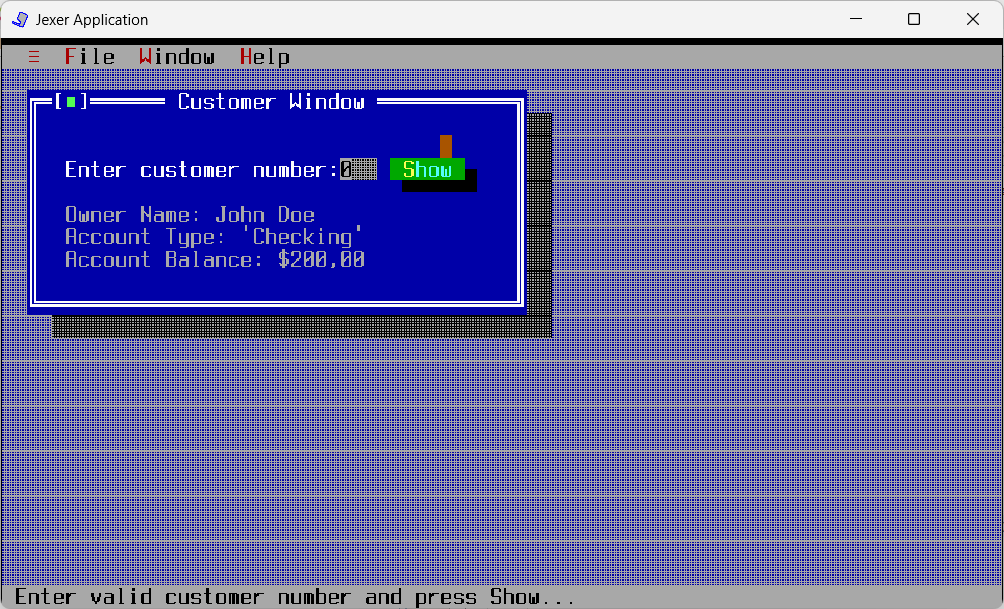 Jexer Application
≡ File Window Help
Customer Window
Enter customer number:0 Show
Owner Name: John Doe
Account Type: 'Checking'
Account Balance: $200,00
Enter valid customer number and press Show...